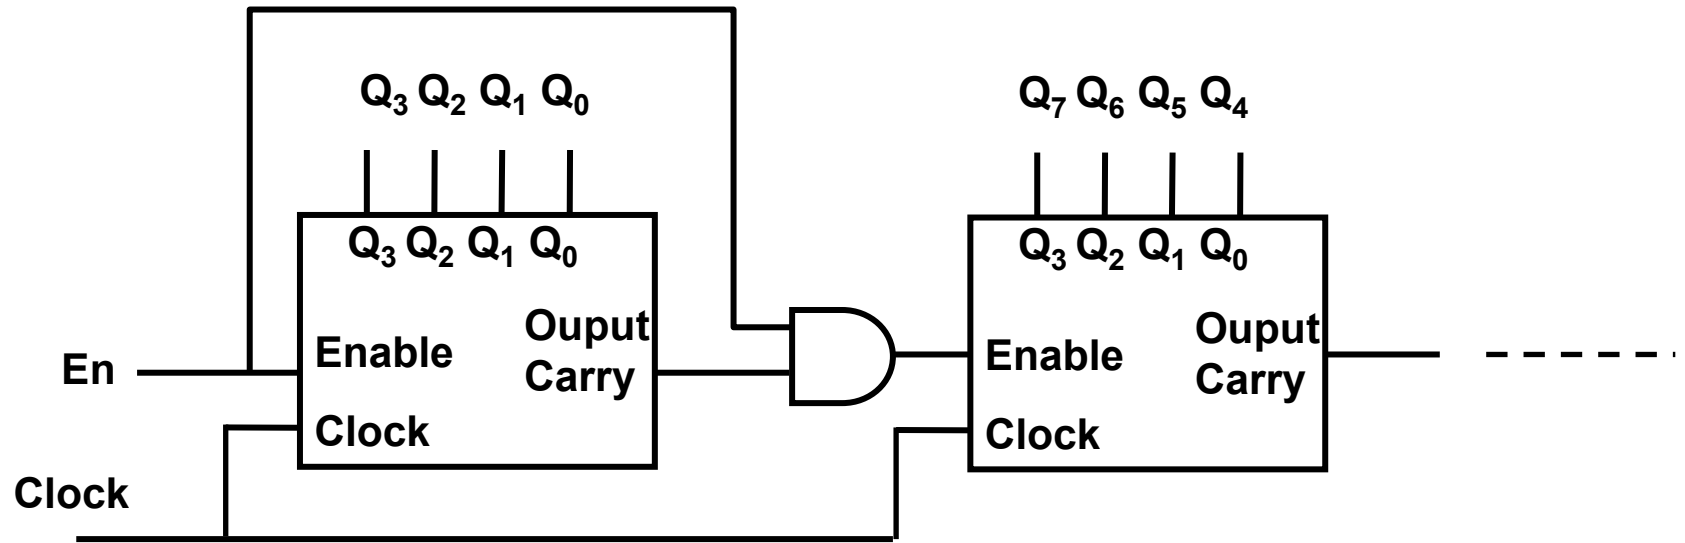 Q3 Q2 Q1 Q0
Q7 Q6 Q5 Q4
Q3 Q2 Q1 Q0
Enable
Ouput
Carry
Clock
Q3 Q2 Q1 Q0
Enable
Ouput
Carry
Clock
En
Clock